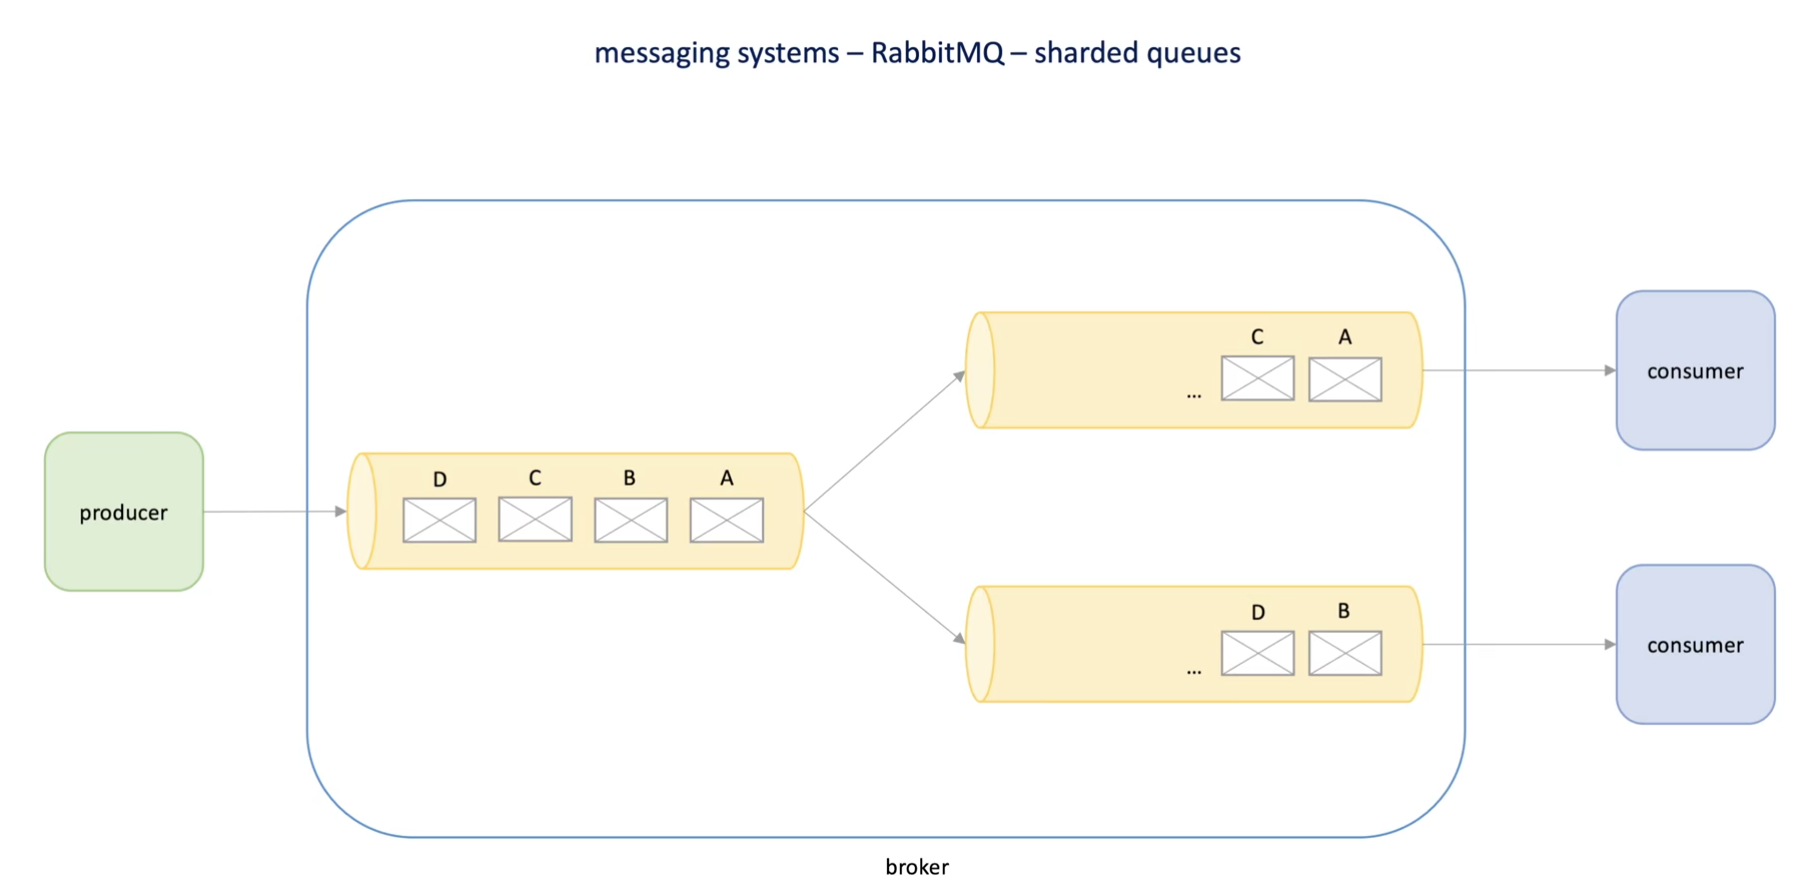 messaging systems – RabbitMQ – sharded queues
C A
...
consumer
D C B A
producer
D B
...
consumer
broker